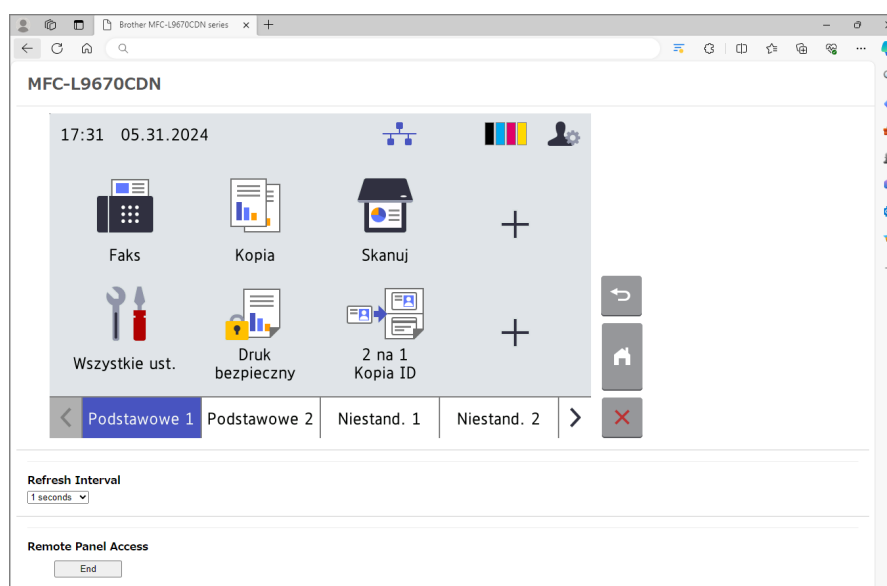 Brother MFC-L9670CDN series
MFC-L9670CDN
17:31 05.31.2024
Faks
Kopia
Skanuj
Wszystkie ust.
Druk
bezpieczny
2 na 1
Kopia ID
Podstawowe 1
Podstawowe 2
Niestand. 1
Niestand. 2
Refresh Interval
1 seconds
Remote Panel Access
End